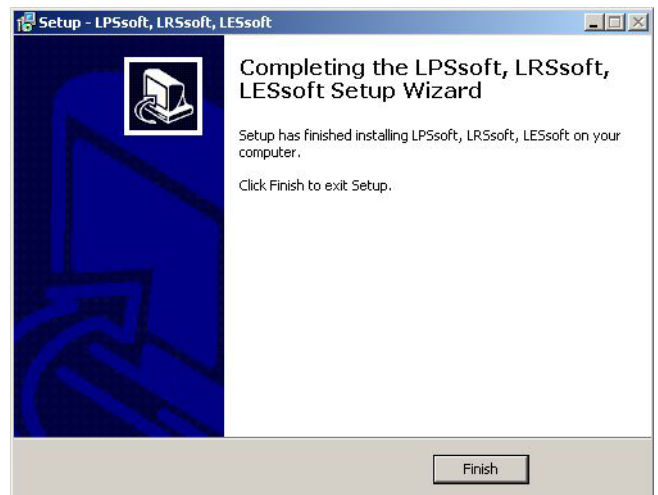 Setup - LPSsoft, LRSsoft, LESsoft
Completing the LPSsoft, LRSsoft,
LESsoft Setup Wizard
Setup has finished installing LPSsoft, LRSsoft, LESsoft on your
computer.
Click Finish to exit Setup.
Finish